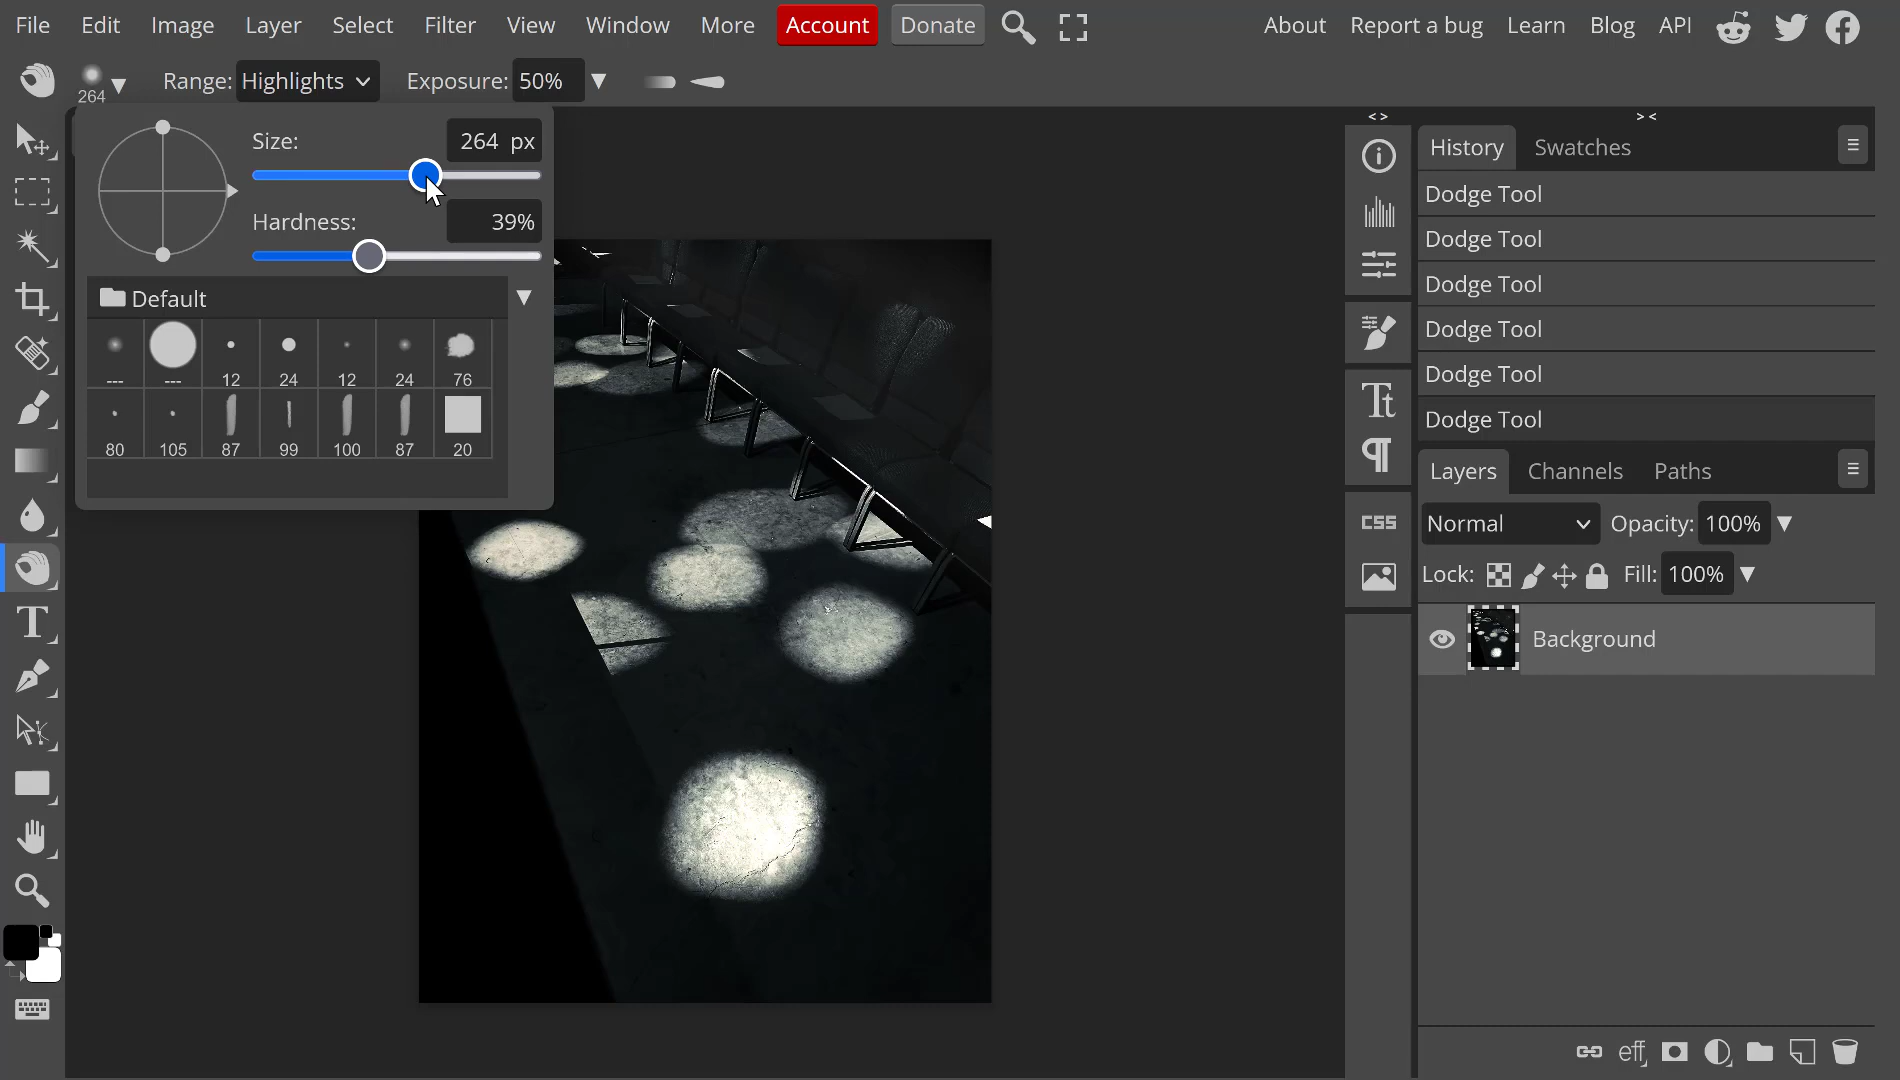 File Edit Image Layer Select Filter View Window More Account Donate About Report a bug Learn Blog API
264 Range: Highlights Exposure: 50%
Size: 264 px
Hardness: 39%
Default
--- --- 12 24 12 24 76
80 105 87 99 100 87 20
< > > <
History Swatches
Dodge Tool
Dodge Tool
Dodge Tool
Dodge Tool
Dodge Tool
Dodge Tool
Layers Channels Paths
Normal Opacity: 100%
Lock: Fill: 100%
Background
CSS
eff